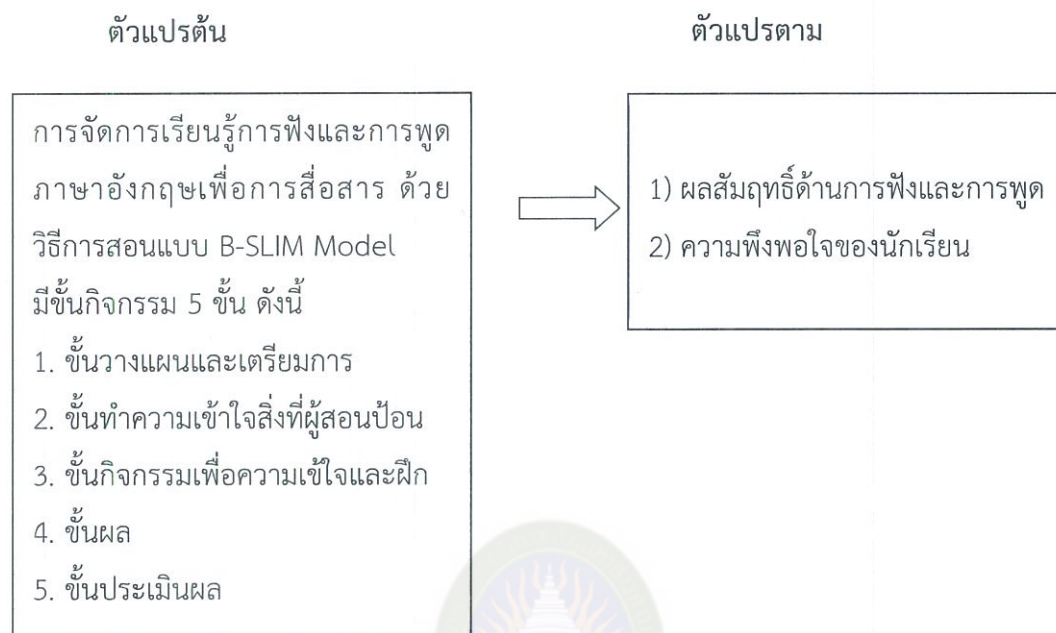 ตัวแปรต้น
ตัวแปรตาม
การจัดการเรียนรู้การฟังและการพูด
ภาษาอังกฤษเพื่อการสื่อสาร ด้วย
วิธีการสอนแบบ B-SLIM Model
มีขั้นกิจกรรม 5 ขั้น ดังนี้
1. ขั้นวางแผนและเตรียมการ
2. ขั้นทำความเข้าใจสิ่งที่ผู้สอนป้อน
3. ขั้นกิจกรรมเพื่อความเข้ใจและฝึก
4. ขั้นผล
5. ขั้นประเมินผล
1) ผลสัมฤทธิ์ด้านการฟังและการพูด
2) ความพึงพอใจของนักเรียน